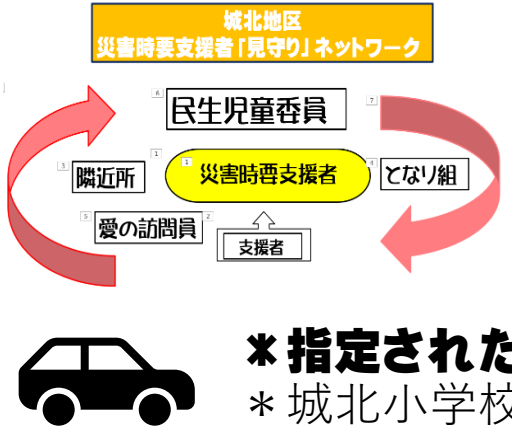 城北地区
災害時要支援者「見守り」ネットワーク
6
民生児童委員
7
3
隣近所
1
1
災害時要支援者
4
となり組
5
愛の訪問員
2
支援者
＊指定された
＊城北小学校